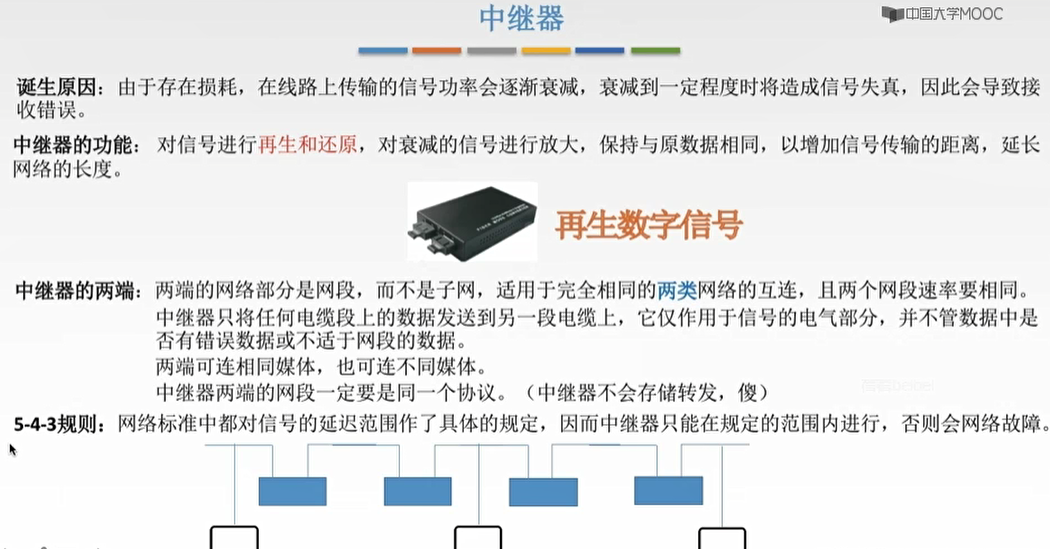 中继器
中国大学MOOC
诞生原因：由于存在损耗，在线路上传输的信号功率会逐渐衰减，衰减到一定程度时将造成信号失真，因此会导致接
收错误。
中继器的功能：对信号进行再生和还原，对衰减的信号进行放大，保持与原数据相同，以增加信号传输的距离，延长
网络的长度。
再生数字信号
中继器的两端：两端的网络部分是网段，而不是子网，适用于完全相同的两类网络的互连，且两个网段速率要相同。
中继器只将任何电缆段上的数据发送到另一段电缆上，它仅作用于信号的电气部分，并不管数据中是
否有错误数据或不适于网段的数据。
两端可连相同媒体，也可连不同媒体。
中继器两端的网段一定要是同一个协议。（中继器不会存储转发，傻）
5-4-3规则：网络标准中都对信号的延迟范围作了具体的规定，因而中继器只能在规定的范围内进行，否则会网络故障。